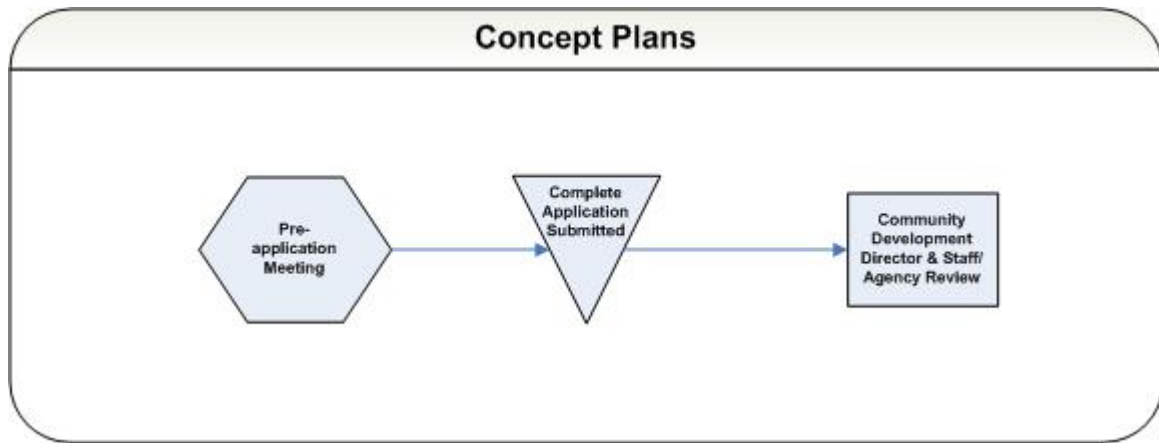 Concept Plans
Pre-
application
Meeting
Complete
Application
Submitted
Community
Development
Director & Staff/
Agency Review